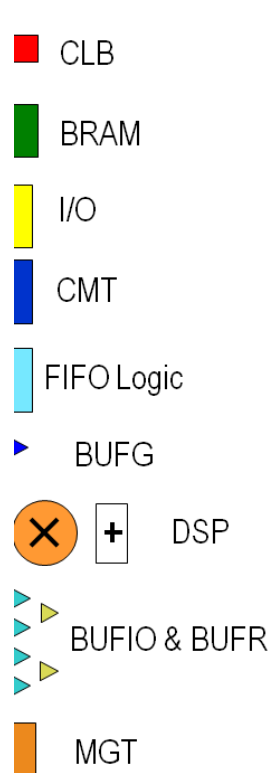 CLB
BRAM
I/O
CMT
FIFO Logic
BUFG
× + DSP
BUFIO & BUFR
MGT